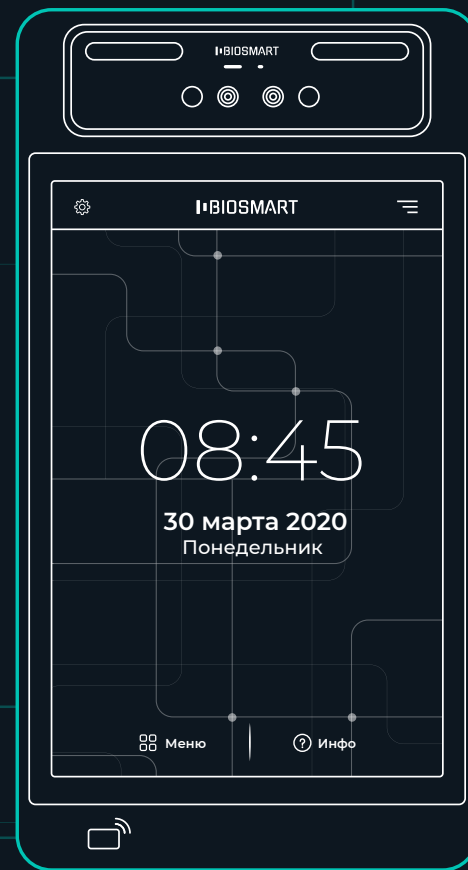 BIOSMART
BIOSMART
08:45
30 марта 2020
Понедельник
Меню
? Инфо